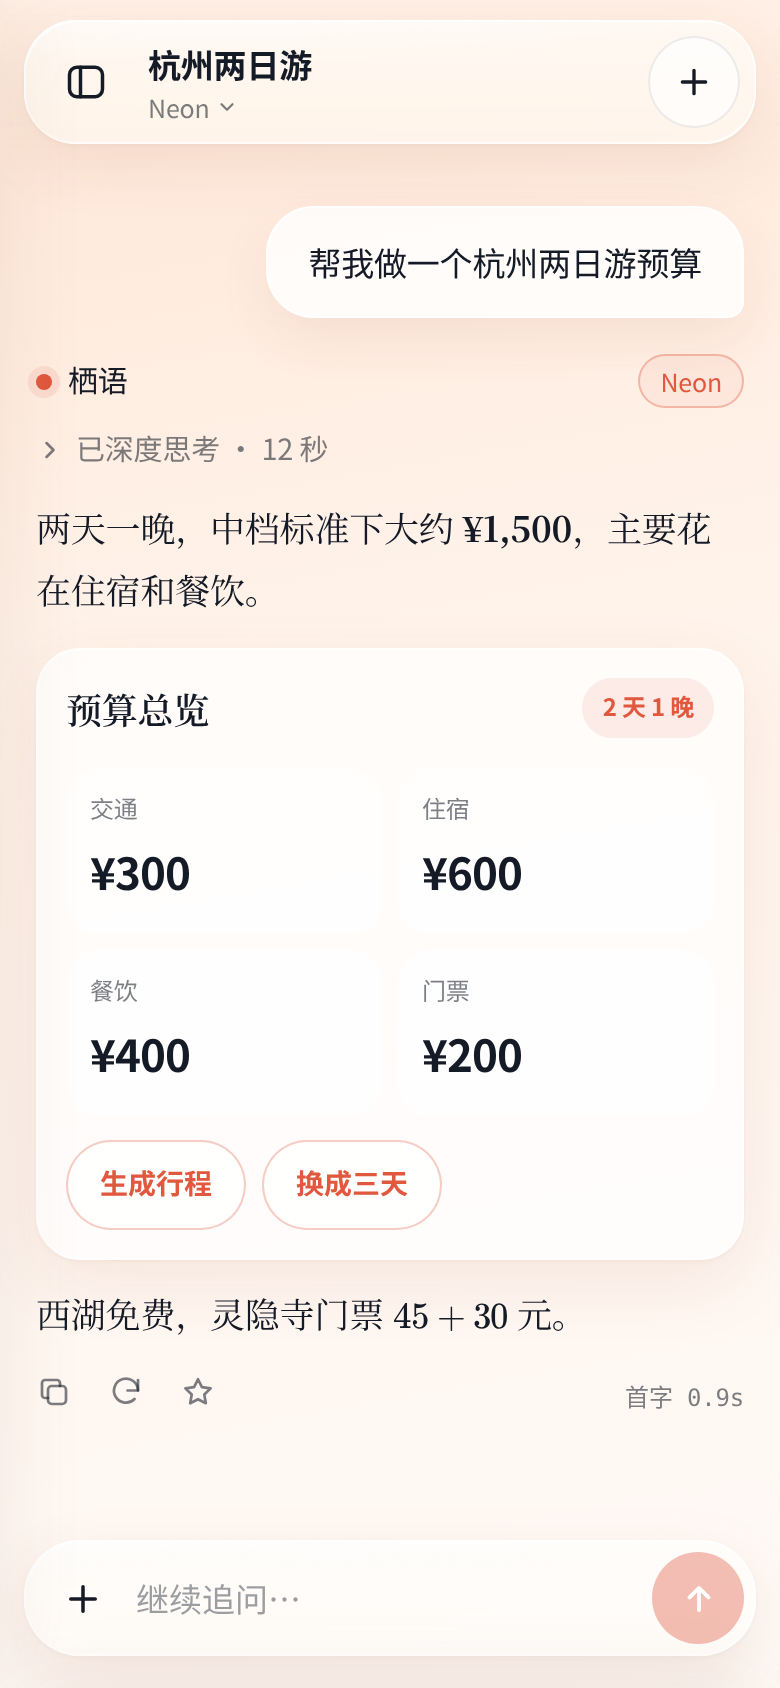 杭州两日游
Neon
帮我做一个杭州两日游预算
栖语
Neon
已深度思考 · 12 秒
两天一晚，中档标准下大约 ¥1,500，主要花
在住宿和餐饮。
预算总览
2 天 1 晚
交通
住宿
¥300
¥600
餐饮
门票
¥400
¥200
生成行程
换成三天
西湖免费，灵隐寺门票 45 + 30 元。
首字 0.9s
继续追问…